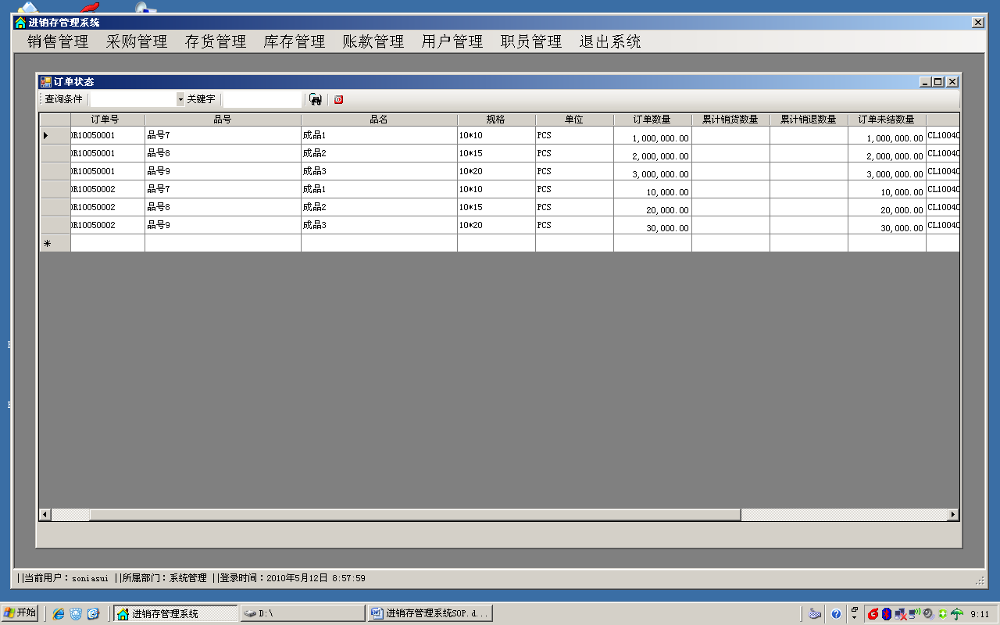 进销存管理系统
销售管理 采购管理 存货管理 库存管理 账款管理 用户管理 职员管理 退出系统
订单状态
查询条件 关键字
订单号 品号 品名 规格 单位 订单数量 累计销货数量 累计销退数量 订单未结数量
OR10050001 品号7 成品1 10*10 PCS 1,000,000.00 1,000,000.00 CL10040
OR10050001 品号8 成品2 10*15 PCS 2,000,000.00 2,000,000.00 CL10040
OR10050001 品号9 成品3 10*20 PCS 3,000,000.00 3,000,000.00 CL10040
OR10050002 品号7 成品1 10*10 PCS 10,000.00 10,000.00 CL10040
OR10050002 品号8 成品2 10*15 PCS 20,000.00 20,000.00 CL10040
OR10050002 品号9 成品3 10*20 PCS 30,000.00 30,000.00 CL10040
||当前用户：soniasui ||所属部门：系统管理 ||登录时间：2010年5月12日 8:57:59
开始 进销存管理系统 D:\ 进销存管理系统SOP.d... 9:11